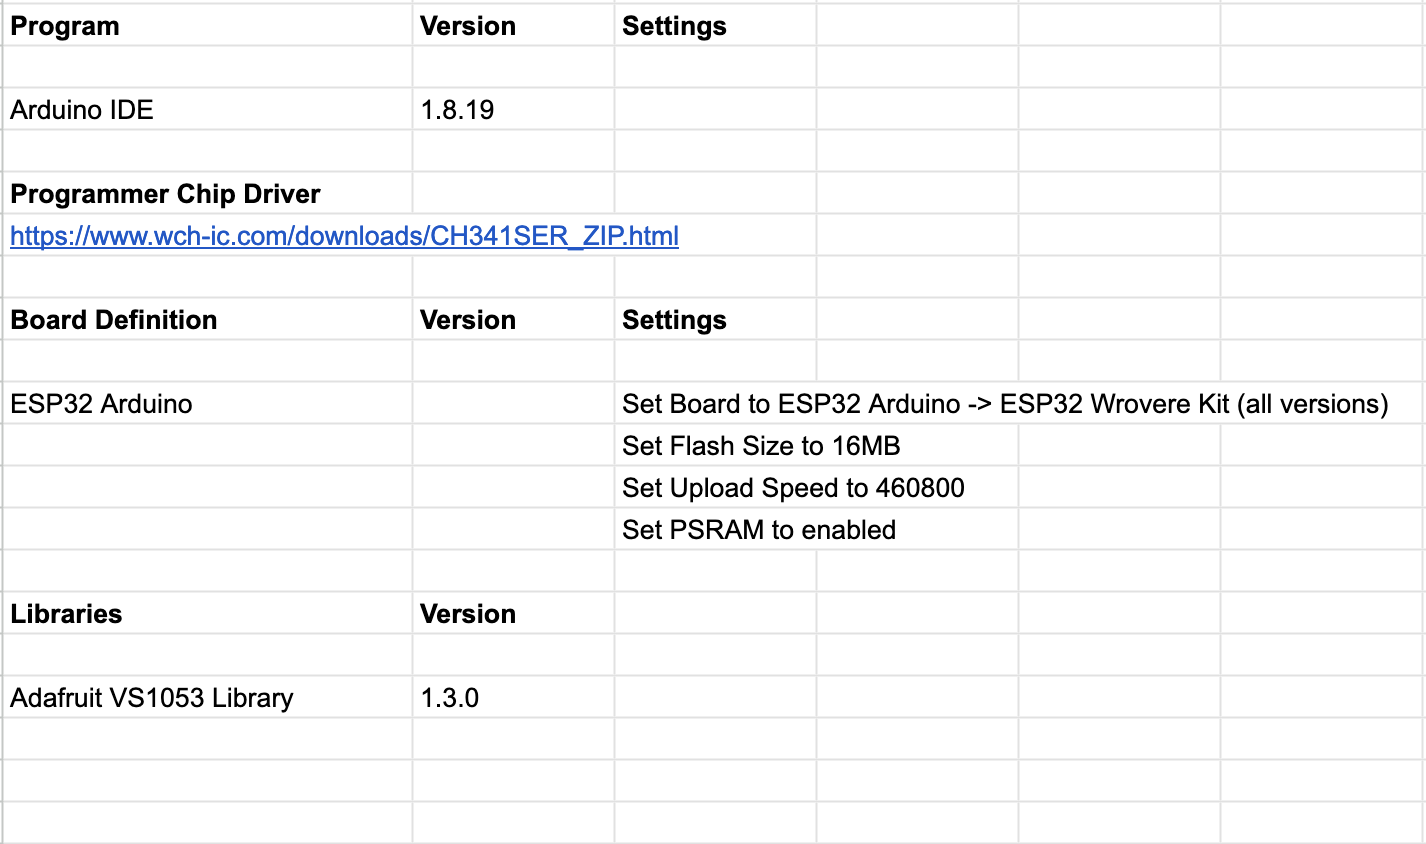 Program Version Settings
Arduino IDE 1.8.19
Programmer Chip Driver
https://www.wch-ic.com/downloads/CH341SER_ZIP.html
Board Definition Version Settings
ESP32 Arduino Set Board to ESP32 Arduino -> ESP32 Wrovere Kit (all versions)
Set Flash Size to 16MB
Set Upload Speed to 460800
Set PSRAM to enabled
Libraries Version
Adafruit VS1053 Library 1.3.0